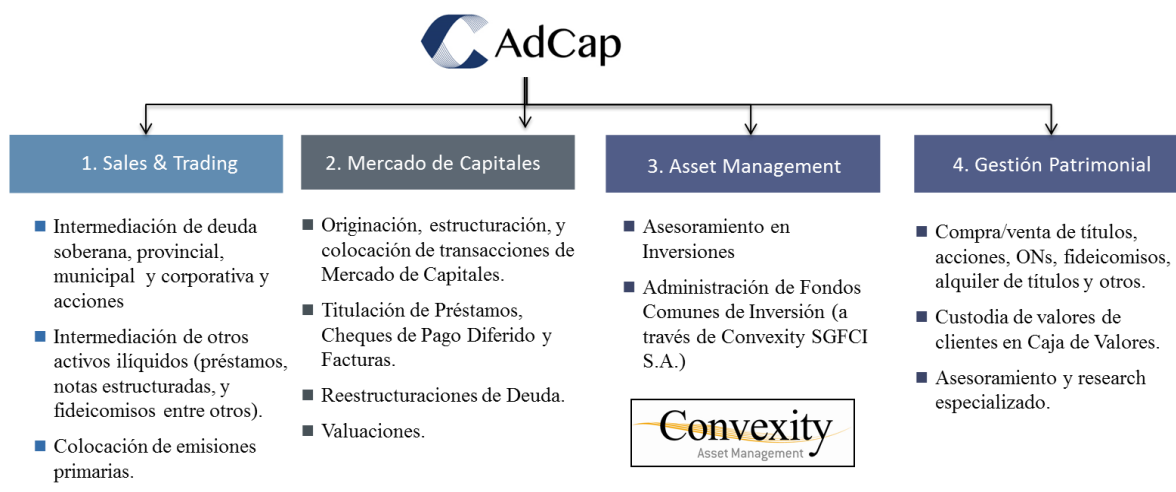 AdCap
1. Sales & Trading
Intermediación de deuda
soberana, provincial,
municipal y corporativa y
acciones
Intermediación de otros
activos ilíquidos (préstamos,
notas estructuradas, y
fideicomisos entre otros).
Colocación de emisiones
primarias.
2. Mercado de Capitales
Originación, estructuración, y
colocación de transacciones de
Mercado de Capitales.
Titulación de Préstamos,
Cheques de Pago Diferido y
Facturas.
Reestructuraciones de Deuda.
Valuaciones.
3. Asset Management
Asesoramiento en
Inversiones
Administración de Fondos
Comunes de Inversión (a
través de Convexity SGFCI
S.A.)
Convexity
Asset Management
4. Gestión Patrimonial
Compra/venta de títulos,
acciones, ONs, fideicomisos,
alquiler de títulos y otros.
Custodia de valores de
clientes en Caja de Valores.
Asesoramiento y research
especializado.